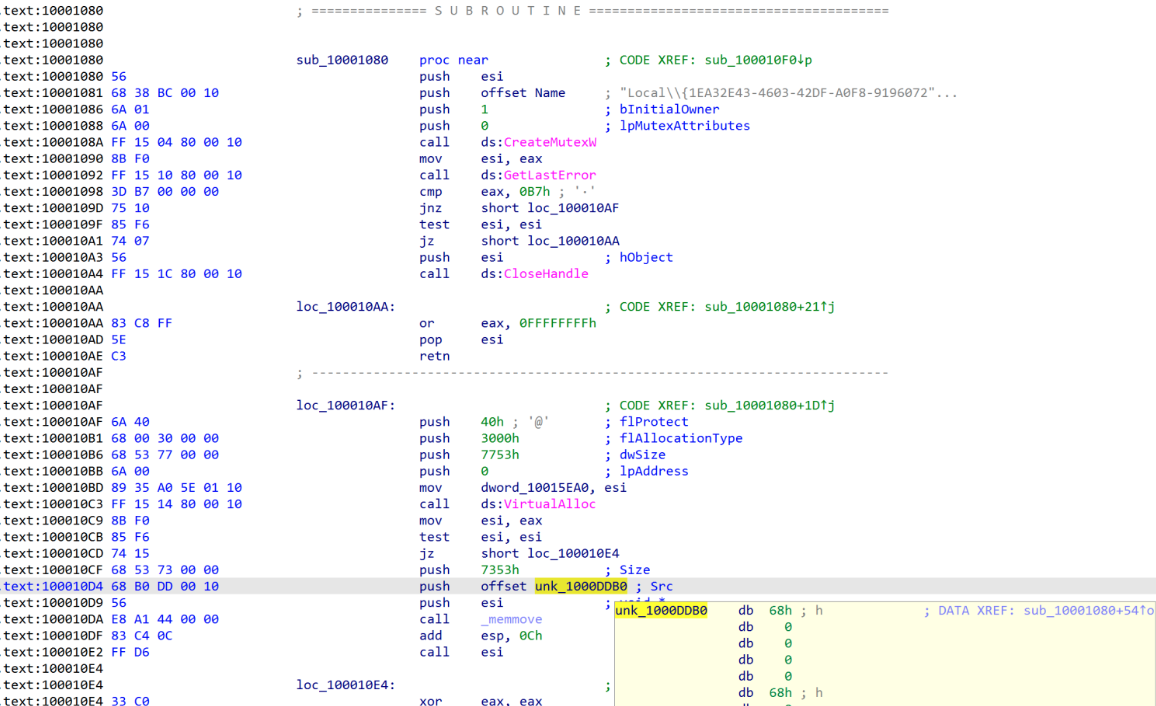 .text:10001080 ; =============== S U B R O U T I N E =======================================
.text:10001080
.text:10001080
.text:10001080 sub_10001080 proc near ; CODE XREF: sub_100010F0↓p
.text:10001080 56 push esi
.text:10001081 68 38 BC 00 10 push offset Name ; "Local\\{1EA32E43-4603-42DF-A0F8-9196072"...
.text:10001086 6A 01 push 1 ; bInitialOwner
.text:10001088 6A 00 push 0 ; lpMutexAttributes
.text:1000108A FF 15 04 80 00 10 call ds:CreateMutexW
.text:10001090 8B F0 mov esi, eax
.text:10001092 FF 15 10 80 00 10 call ds:GetLastError
.text:10001098 3D B7 00 00 00 cmp eax, 0B7h ; '·'
.text:1000109D 75 10 jnz short loc_100010AF
.text:1000109F 85 F6 test esi, esi
.text:100010A1 74 07 jz short loc_100010AA
.text:100010A3 56 push esi ; hObject
.text:100010A4 FF 15 1C 80 00 10 call ds:CloseHandle
.text:100010AA
.text:100010AA loc_100010AA: ; CODE XREF: sub_10001080+21↑j
.text:100010AA 83 C8 FF or eax, 0FFFFFFFFh
.text:100010AD 5E pop esi
.text:100010AE C3 retn
.text:100010AF ; ---------------------------------------------------------------------------
.text:100010AF
.text:100010AF loc_100010AF: ; CODE XREF: sub_10001080+1D↑j
.text:100010AF 6A 40 push 40h ; '@' ; flProtect
.text:100010B1 68 00 30 00 00 push 3000h ; flAllocationType
.text:100010B6 68 53 77 00 00 push 7753h ; dwSize
.text:100010BB 6A 00 push 0 ; lpAddress
.text:100010BD 89 35 A0 5E 01 10 mov dword_10015EA0, esi
.text:100010C3 FF 15 14 80 00 10 call ds:VirtualAlloc
.text:100010C9 8B F0 mov esi, eax
.text:100010CB 85 F6 test esi, esi
.text:100010CD 74 15 jz short loc_100010E4
.text:100010CF 68 53 73 00 00 push 7353h ; Size
.text:100010D4 68 B0 DD 00 10 push offset unk_1000DDB0 ; Src
.text:100010D9 56 push esi ;
.text:100010DA E8 A1 44 00 00 call _memmove
.text:100010DF 83 C4 0C add esp, 0Ch
.text:100010E2 FF D6 call esi
.text:100010E4
.text:100010E4 loc_100010E4: ;
.text:100010E4 33 C0 xor eax, eax
unk_1000DDB0 db 68h ; h ; DATA XREF: sub_10001080+54↑o
db 0
db 0
db 0
db 0
db 68h ; h